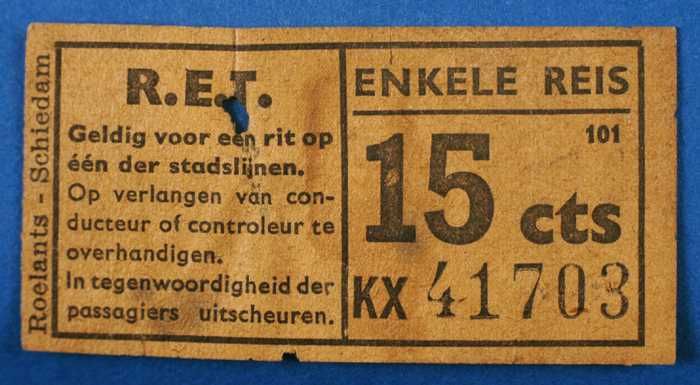 Roelants - Schiedam
R.E.T.
Geldig voor een rit op
één der stadslijnen.
Op verlangen van con-
ducteur of controleur te
overhandigen.
In tegenwoordigheid der
passagiers uitscheuren.
ENKELE REIS
101
15 cts
KX 41703